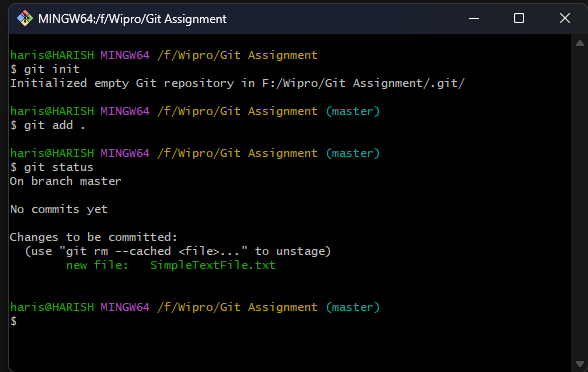 MINGW64:/f/Wipro/Git Assignment
haris@HARISH MINGW64 /f/Wipro/Git Assignment
$ git init
Initialized empty Git repository in F:/Wipro/Git Assignment/.git/
haris@HARISH MINGW64 /f/Wipro/Git Assignment (master)
$ git add .
haris@HARISH MINGW64 /f/Wipro/Git Assignment (master)
$ git status
On branch master
No commits yet
Changes to be committed:
  (use "git rm --cached <file>..." to unstage)
        new file:   SimpleTextFile.txt
haris@HARISH MINGW64 /f/Wipro/Git Assignment (master)
$